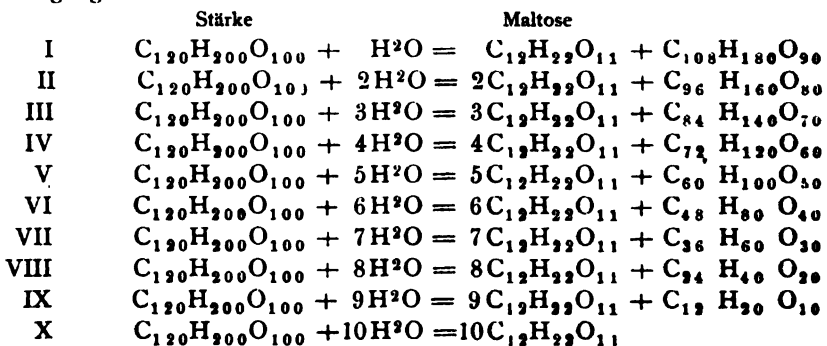 Stärke Maltose
I C₁₂₀H₂₀₀O₁₀₀ + H²O = C₁₂H₂₂O₁₁ + C₁₀₈H₁₈₀O₉₀
II C₁₂₀H₂₀₀O₁₀₀ + 2H²O = 2C₁₂H₂₂O₁₁ + C₉₆ H₁₆₀O₈₀
III C₁₂₀H₂₀₀O₁₀₀ + 3H²O = 3C₁₂H₂₂O₁₁ + C₈₄ H₁₄₀O₇₀
IV C₁₂₀H₂₀₀O₁₀₀ + 4H²O = 4C₁₂H₂₂O₁₁ + C₇₂ H₁₂₀O₆₀
V C₁₂₀H₂₀₀O₁₀₀ + 5H²O = 5C₁₂H₂₂O₁₁ + C₆₀ H₁₀₀O₅₀
VI C₁₂₀H₂₀₀O₁₀₀ + 6H²O = 6C₁₂H₂₂O₁₁ + C₄₈ H₈₀ O₄₀
VII C₁₂₀H₂₀₀O₁₀₀ + 7H²O = 7C₁₂H₂₂O₁₁ + C₃₆ H₆₀ O₃₀
VIII C₁₂₀H₂₀₀O₁₀₀ + 8H²O = 8C₁₂H₂₂O₁₁ + C₂₄ H₄₀ O₂₀
IX C₁₂₀H₂₀₀O₁₀₀ + 9H²O = 9C₁₂H₂₂O₁₁ + C₁₂ H₂₀ O₁₀
X C₁₂₀H₂₀₀O₁₀₀ +10H²O =10C₁₂H₂₂O₁₁